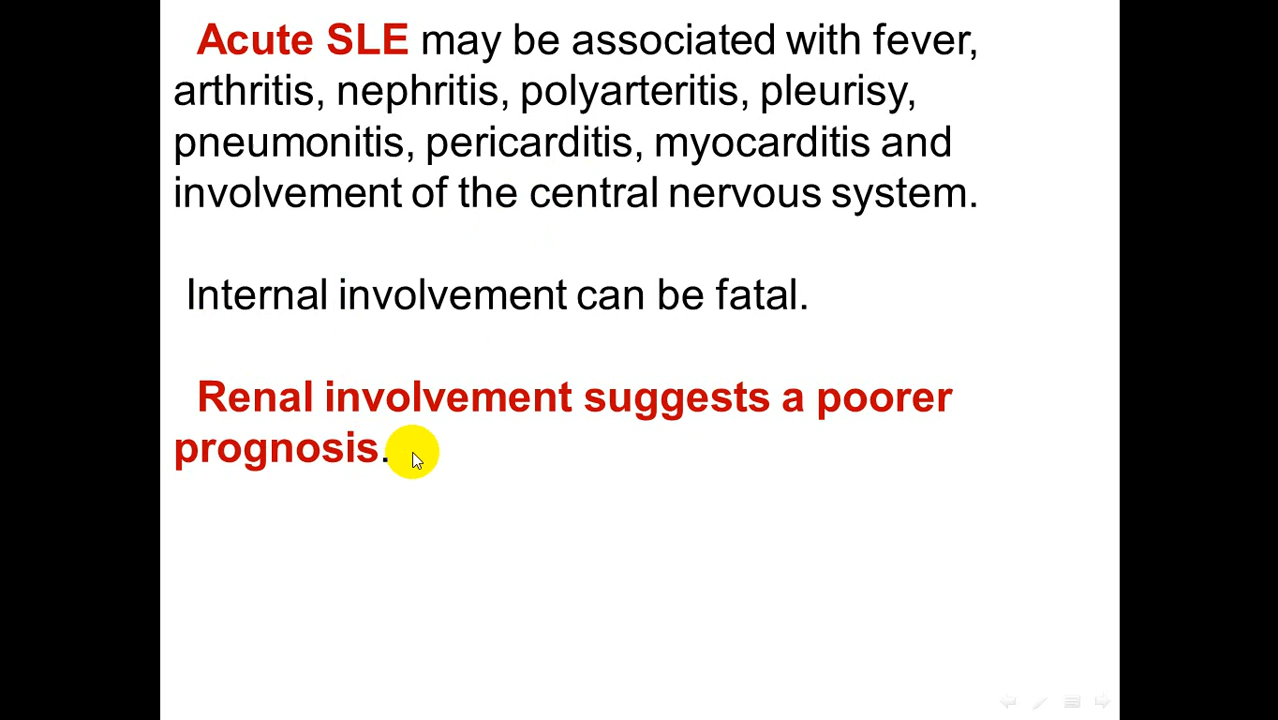 Acute SLE may be associated with fever,
arthritis, nephritis, polyarteritis, pleurisy,
pneumonitis, pericarditis, myocarditis and
involvement of the central nervous system.
Internal involvement can be fatal.
Renal involvement suggests a poorer
prognosis.